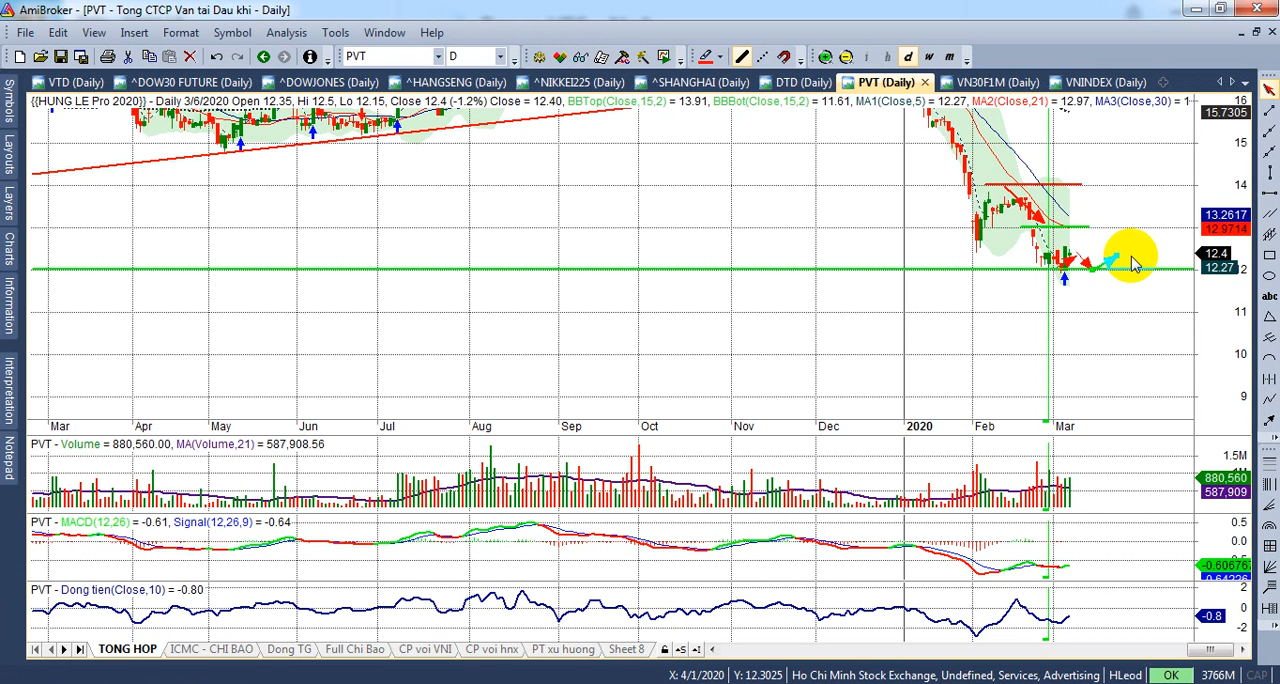 AmiBroker - [PVT - Tong CTCP Van tai Dau khi - Daily]
File Edit View Insert Format Symbol Analysis Tools Window Help
PVT D i h d w m
VTD (Daily) ^DOW30 FUTURE (Daily) ^DOWJONES (Daily) ^HANGSENG (Daily) ^NIKKEI225 (Daily) ^SHANGHAI (Daily) DTD (Daily) PVT (Daily) VN30F1M (Daily) VNINDEX (Daily)
{{HUNG LE Pro 2020}} - Daily 3/6/2020 Open 12.35, Hi 12.5, Lo 12.15, Close 12.4 (-1.2%) Close = 12.40, BBTop(Close,15,2) = 13.91, BBBot(Close,15,2) = 11.61, MA1(Close,5) = 12.27, MA2(Close,21) = 12.97, MA3(Close,30) = 1
16
15.7305
15
14
13.2617
12.9714
12.4
12.27
11
10
9
Symbols
Layouts
Layers
Charts
Information
Interpretation
Notepad
abc
Mar Apr May Jun Jul Aug Sep Oct Nov Dec 2020 Feb Mar
PVT - Volume = 880,560.00, MA(Volume,21) = 587,908.56
1.5M
880,560
587,909
PVT - MACD(12,26) = -0.61, Signal(12,26,9) = -0.64
0.5
0.0
-0.606767
PVT - Dong tien(Close,10) = -0.80
2
0
-0.8
-2
TONG HOP ICMC - CHI BAO Dong TG Full Chi Bao CP voi VNI CP voi hnx PT xu huong Sheet 8
X: 4/1/2020 Y: 12.3025 Ho Chi Minh Stock Exchange, Undefined, Services, Advertising HLeod OK 3766M CAP